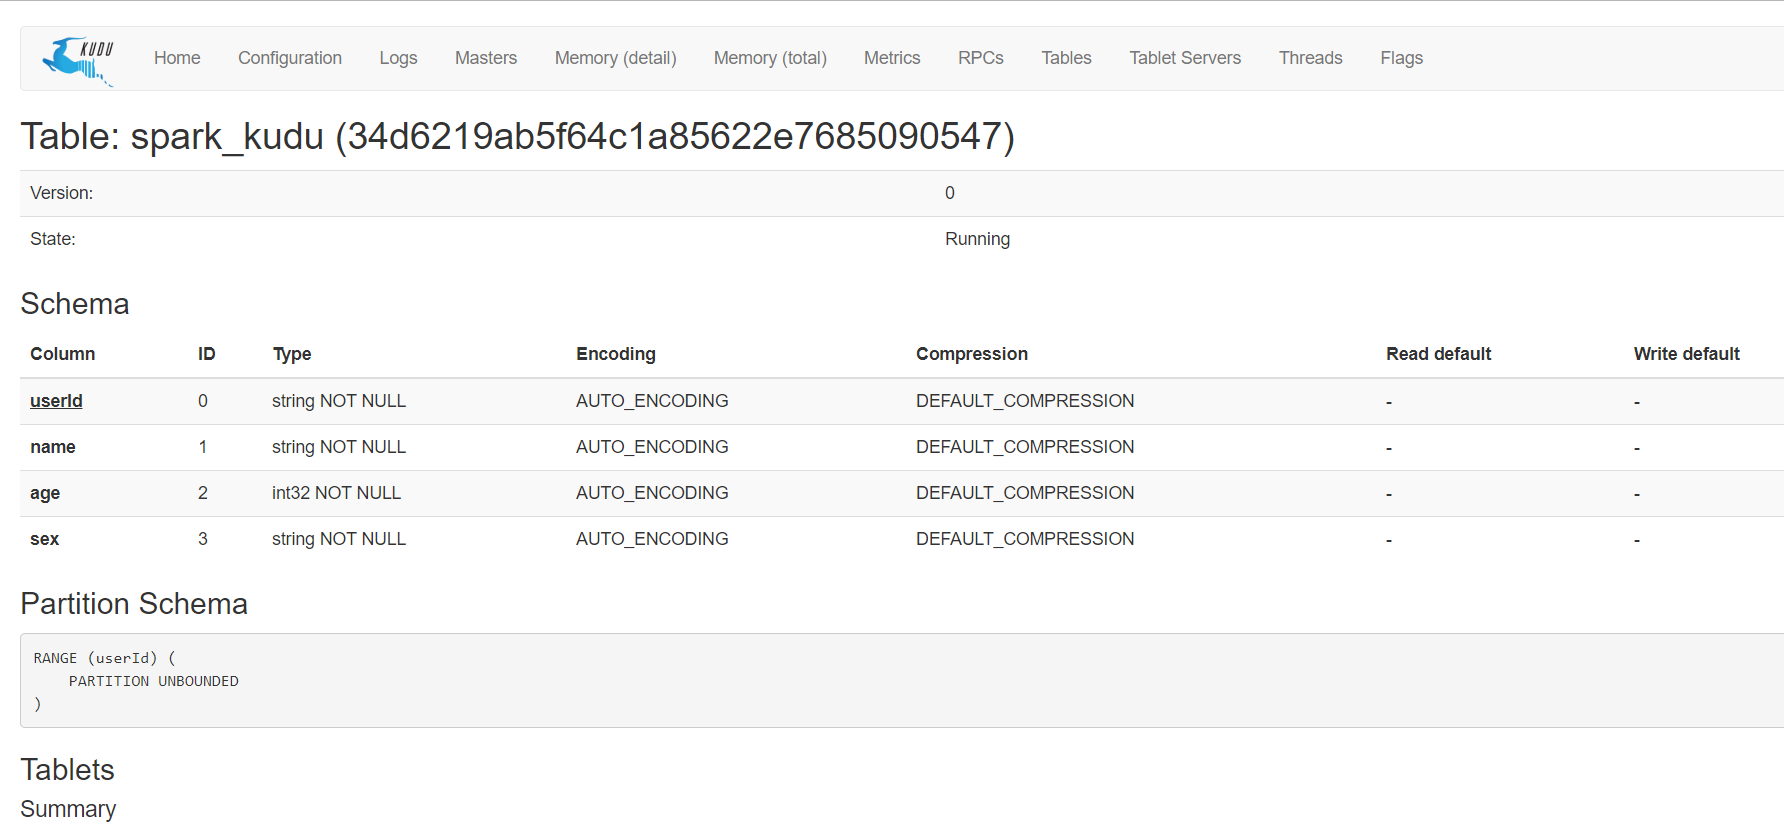 KUDU Home Configuration Logs Masters Memory (detail) Memory (total) Metrics RPCs Tables Tablet Servers Threads Flags
Table: spark_kudu (34d6219ab5f64c1a85622e7685090547)
Version: 0
State: Running
Schema
Column ID Type Encoding Compression Read default Write default
userId 0 string NOT NULL AUTO_ENCODING DEFAULT_COMPRESSION - -
name 1 string NOT NULL AUTO_ENCODING DEFAULT_COMPRESSION - -
age 2 int32 NOT NULL AUTO_ENCODING DEFAULT_COMPRESSION - -
sex 3 string NOT NULL AUTO_ENCODING DEFAULT_COMPRESSION - -
Partition Schema
RANGE (userId) (
    PARTITION UNBOUNDED
)
Tablets
Summary